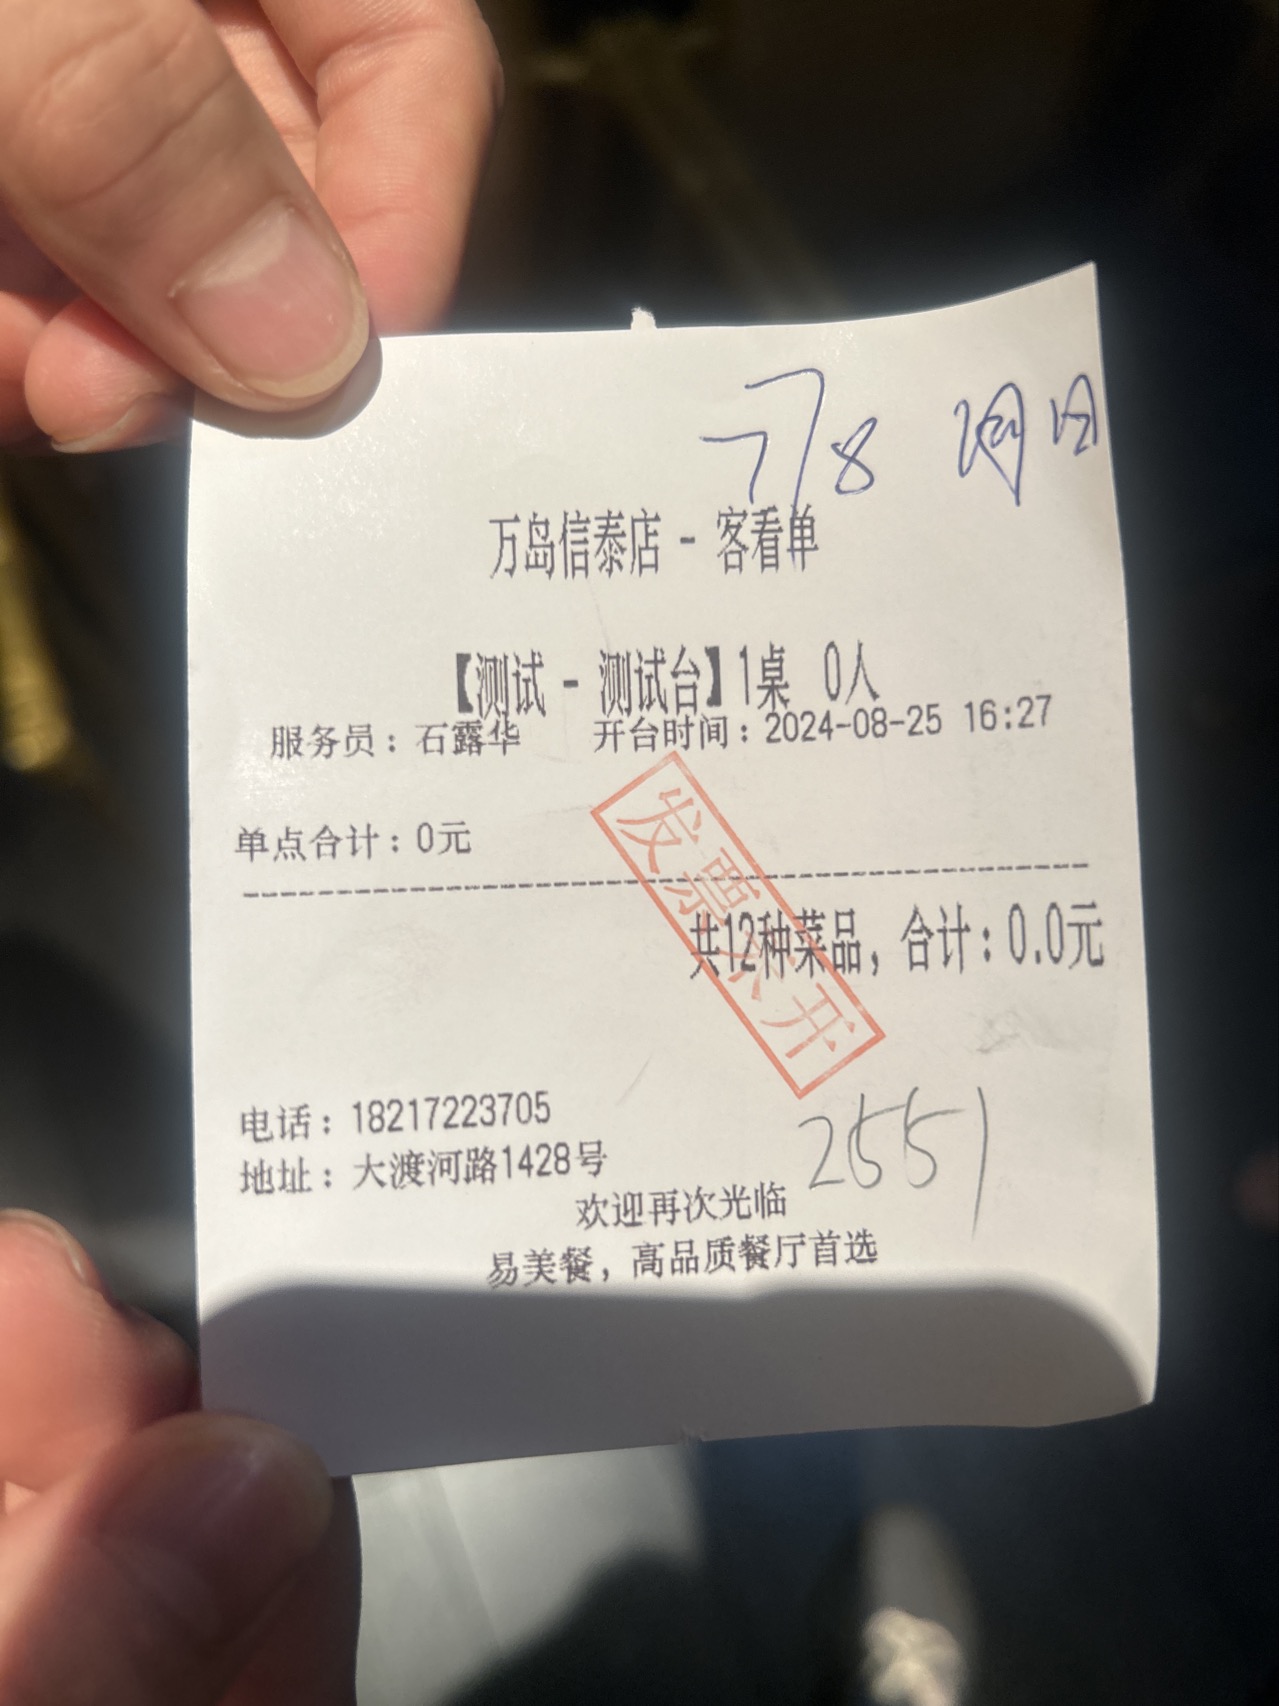 778 明日
万岛信泰店 - 客看单
【测试 - 测试台】1桌 0人
服务员：石露华 开台时间：2024-08-25 16:27
单点合计：0元
发票未开
共12种菜品，合计：0.0元
电话：18217223705
2551
地址：大渡河路1428号
欢迎再次光临
易美餐，高品质餐厅首选